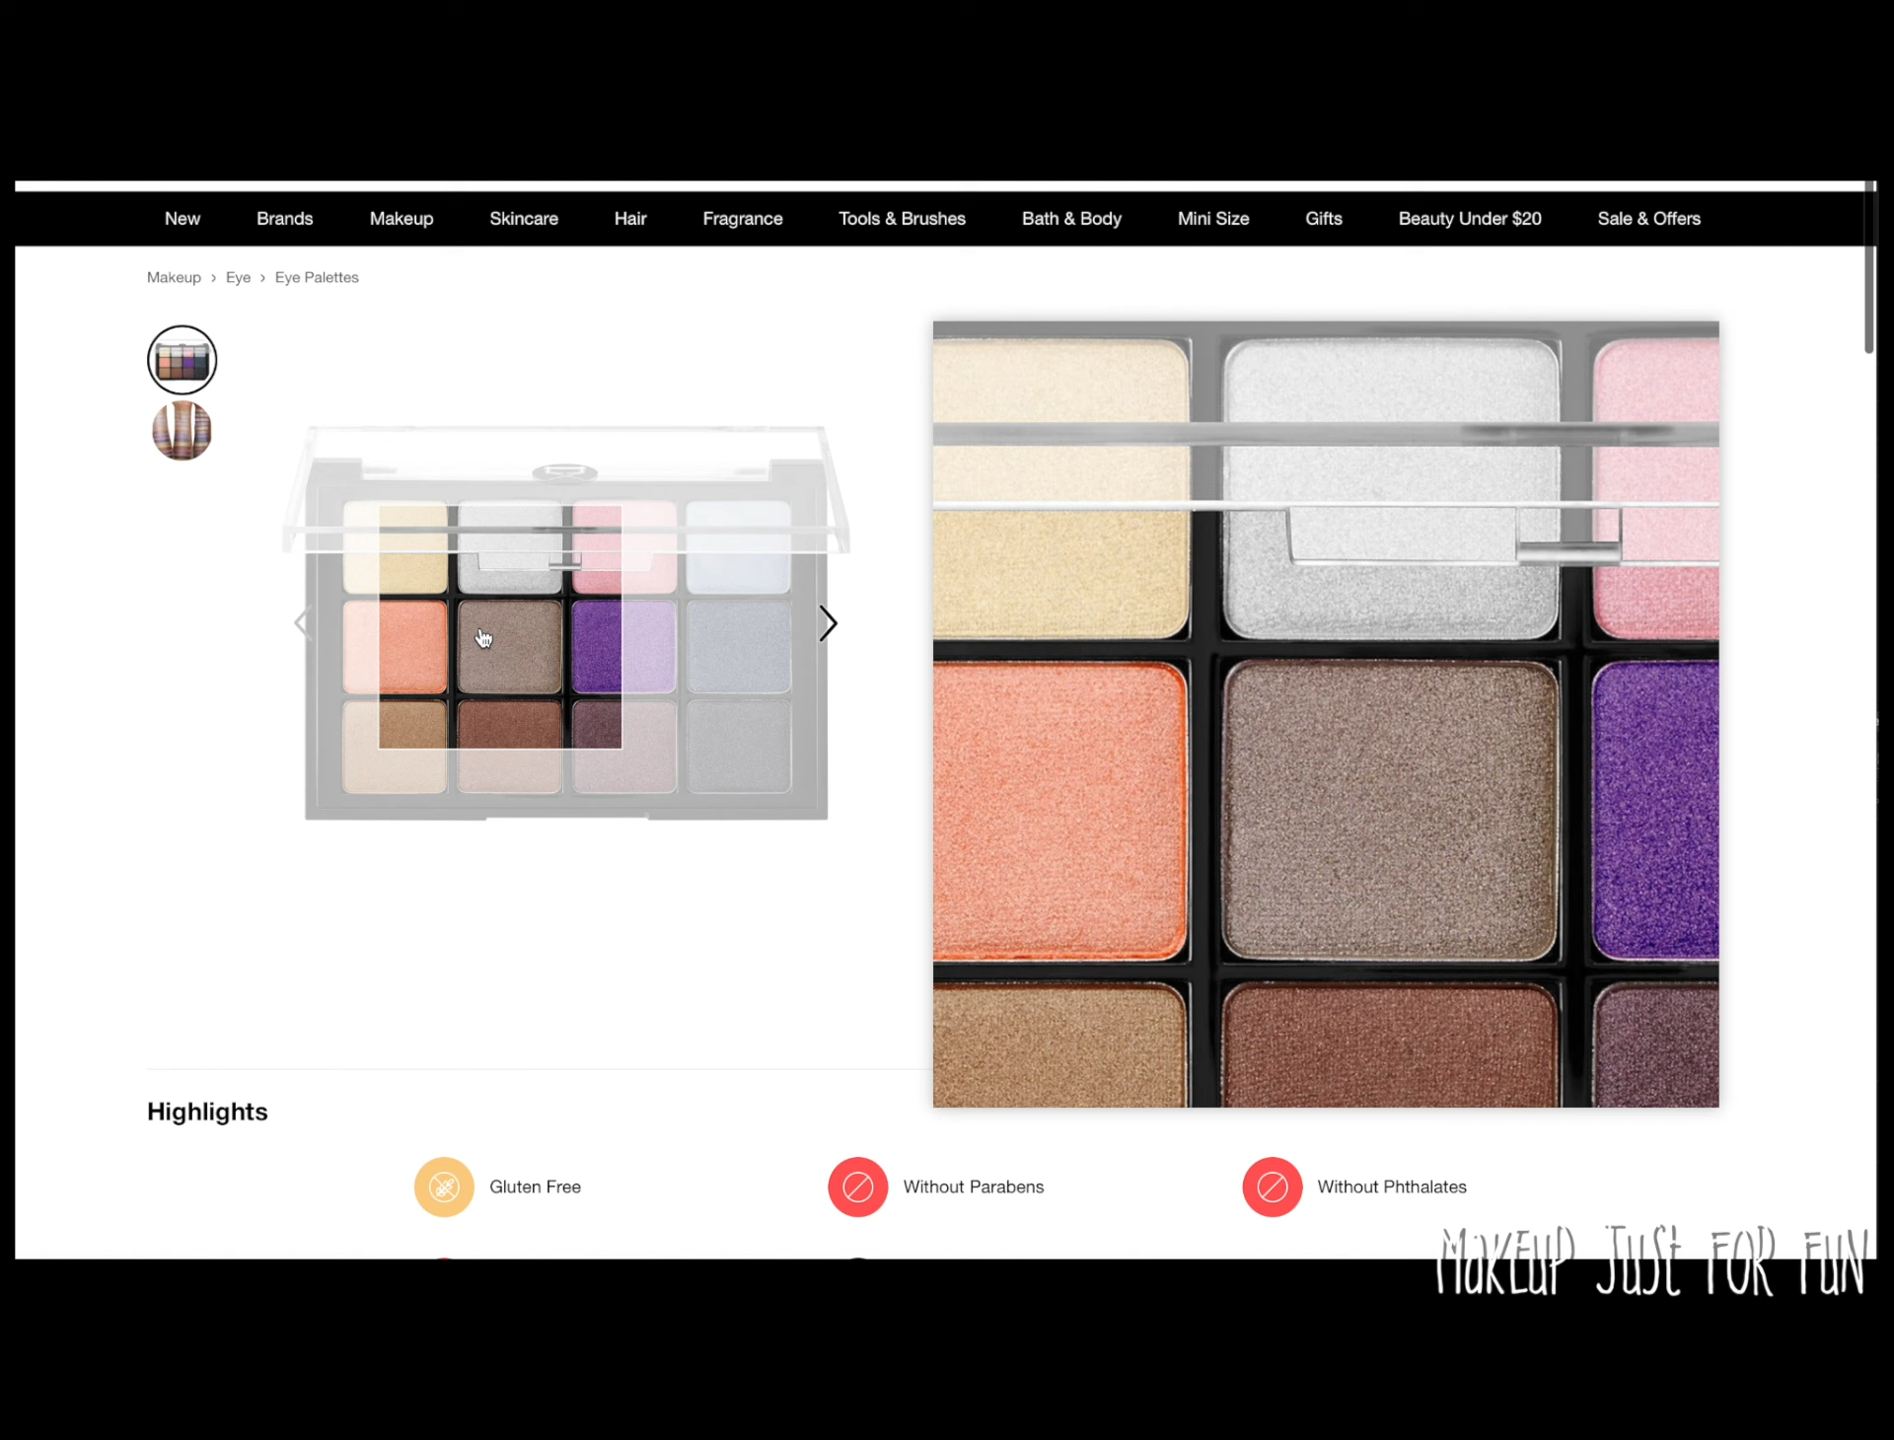 New Brands Makeup Skincare Hair Fragrance Tools & Brushes Bath & Body Mini Size Gifts Beauty Under $20 Sale & Offers
Makeup › Eye › Eye Palettes
Highlights
Gluten Free Without Parabens Without Phthalates
MAKEUP JUST FOR FUN